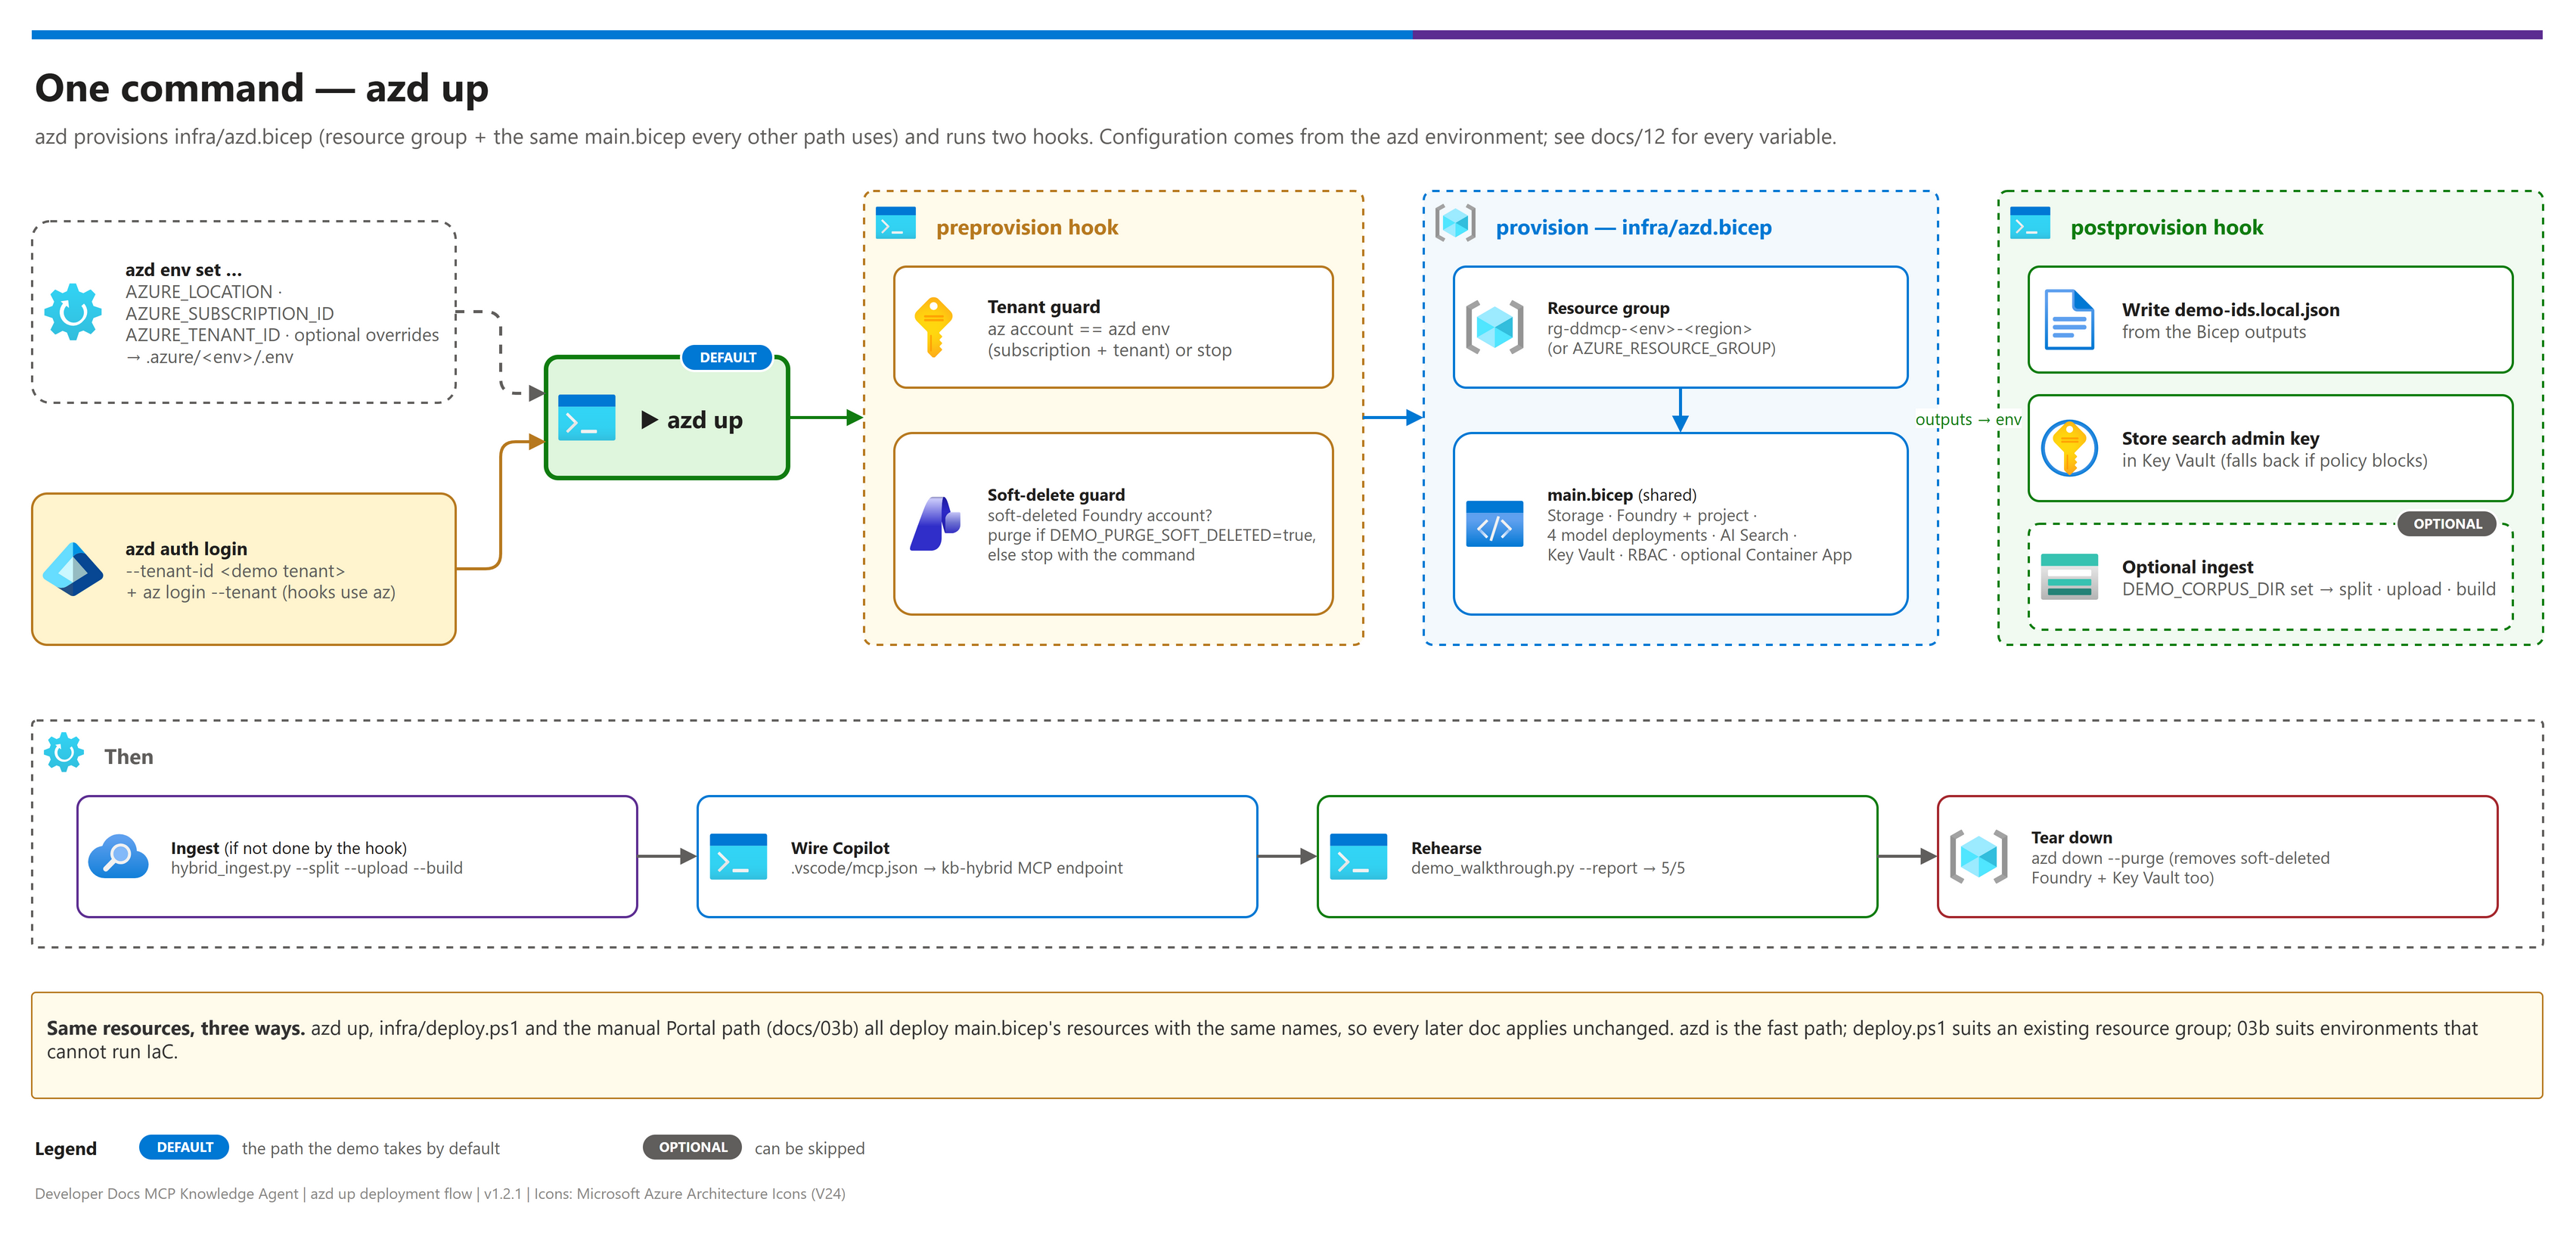 One command — azd up
azd provisions infra/azd.bicep (resource group + the same main.bicep every other path uses) and runs two hooks. Configuration comes from the azd environment; see docs/12 for every variable.
azd env set ...
AZURE_LOCATION ·
AZURE_SUBSCRIPTION_ID
AZURE_TENANT_ID · optional overrides
→ .azure/<env>/.env
azd auth login
--tenant-id <demo tenant>
+ az login --tenant (hooks use az)
DEFAULT
▶ azd up
preprovision hook
Tenant guard
az account == azd env
(subscription + tenant) or stop
Soft-delete guard
soft-deleted Foundry account?
purge if DEMO_PURGE_SOFT_DELETED=true,
else stop with the command
provision — infra/azd.bicep
Resource group
rg-ddmcp-<env>-<region>
(or AZURE_RESOURCE_GROUP)
main.bicep (shared)
Storage · Foundry + project ·
4 model deployments · AI Search ·
Key Vault · RBAC · optional Container App
outputs → env
postprovision hook
Write demo-ids.local.json
from the Bicep outputs
Store search admin key
in Key Vault (falls back if policy blocks)
OPTIONAL
Optional ingest
DEMO_CORPUS_DIR set → split · upload · build
Then
Ingest (if not done by the hook)
hybrid_ingest.py --split --upload --build
Wire Copilot
.vscode/mcp.json → kb-hybrid MCP endpoint
Rehearse
demo_walkthrough.py --report → 5/5
Tear down
azd down --purge (removes soft-deleted
Foundry + Key Vault too)
Same resources, three ways. azd up, infra/deploy.ps1 and the manual Portal path (docs/03b) all deploy main.bicep's resources with the same names, so every later doc applies unchanged. azd is the fast path; deploy.ps1 suits an existing resource group; 03b suits environments that
cannot run IaC.
Legend
DEFAULT
the path the demo takes by default
OPTIONAL
can be skipped
Developer Docs MCP Knowledge Agent | azd up deployment flow | v1.2.1 | Icons: Microsoft Azure Architecture Icons (V24)